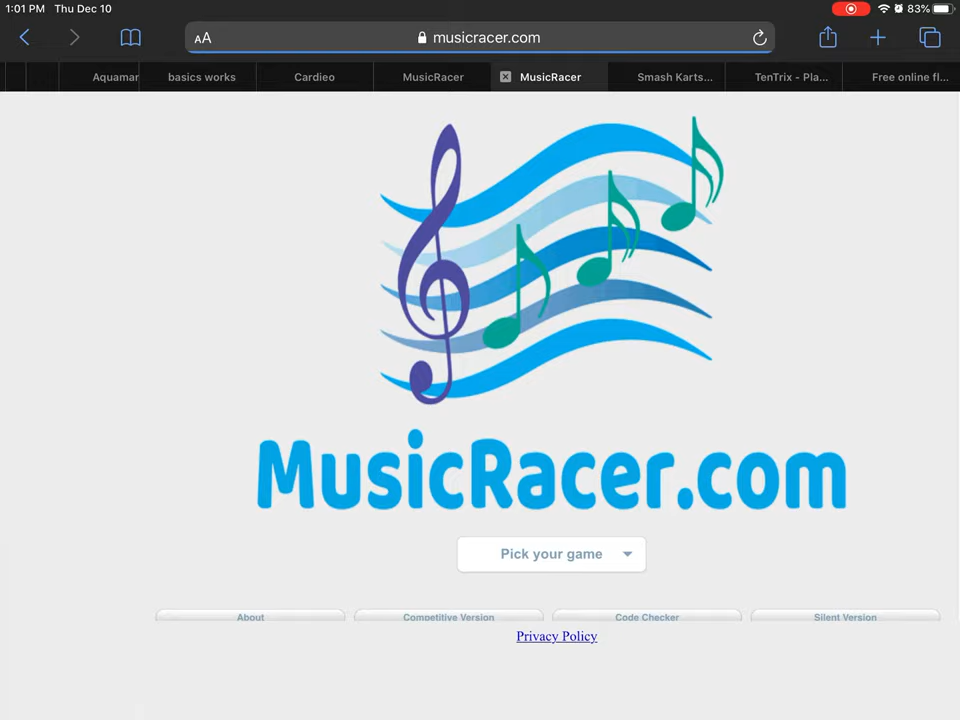 1:01 PM Thu Dec 10 83%
AA musicracer.com
Aquamar basics works Cardieo MusicRacer MusicRacer Smash Karts... TenTrix - Pla... Free online fl...
MusicRacer.com
Pick your game
About Competitive Version Code Checker Silent Version
Privacy Policy